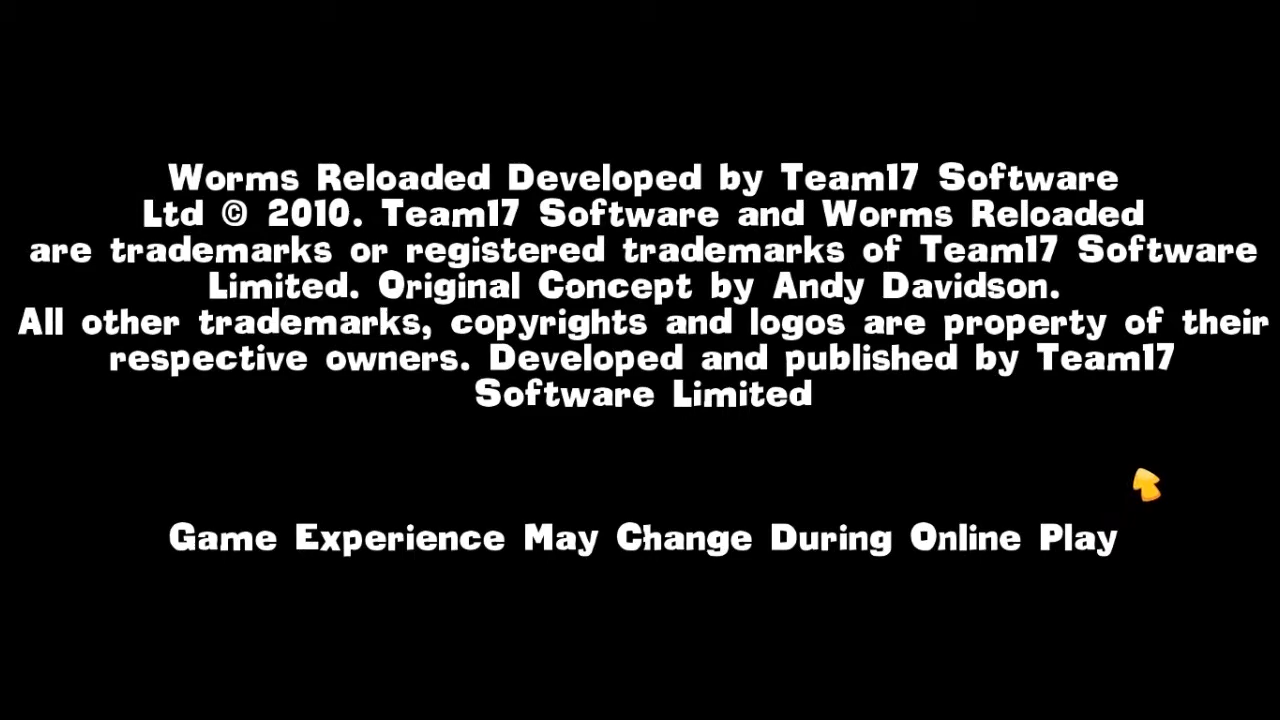 Worms Reloaded Developed by Team17 Software
Ltd © 2010. Team17 Software and Worms Reloaded
are trademarks or registered trademarks of Team17 Software
Limited. Original Concept by Andy Davidson.
All other trademarks, copyrights and logos are property of their
respective owners. Developed and published by Team17
Software Limited
Game Experience May Change During Online Play